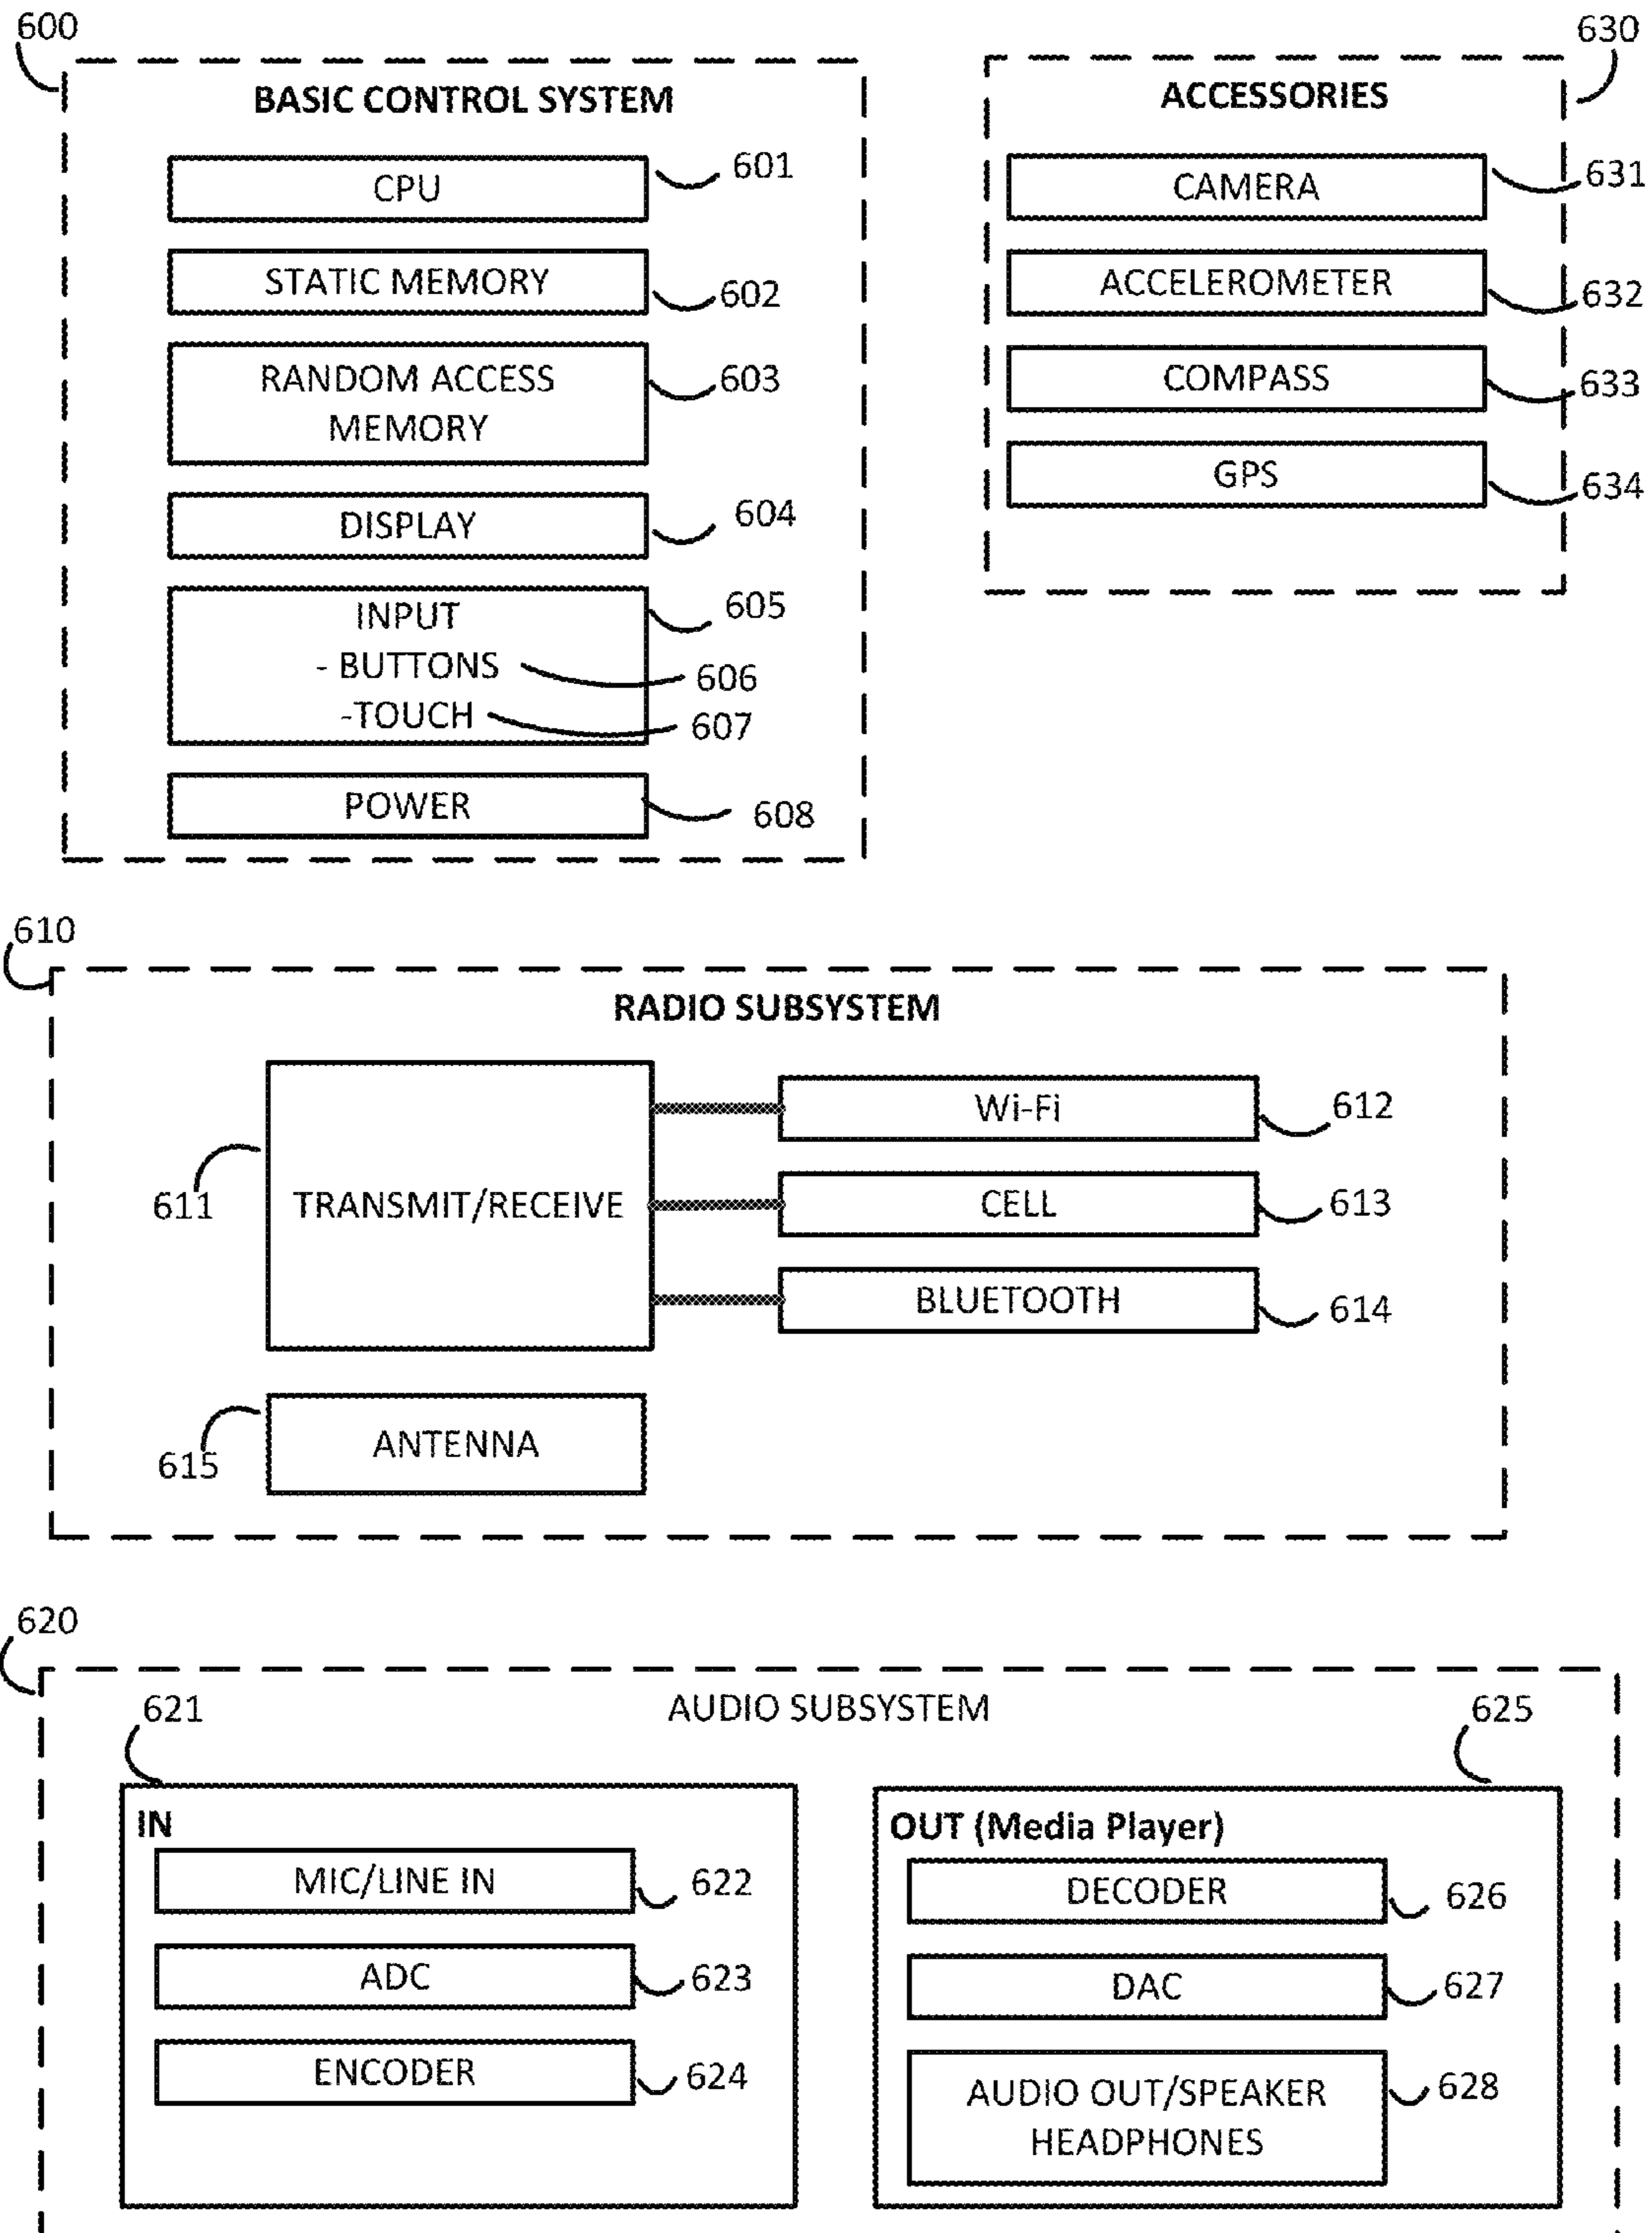 600
BASIC CONTROL SYSTEM
CPU
601
STATIC MEMORY
602
RANDOM ACCESS
MEMORY
603
DISPLAY
604
INPUT
605
- BUTTONS
606
-TOUCH
607
POWER
608
630
ACCESSORIES
CAMERA
631
ACCELEROMETER
632
COMPASS
633
GPS
634
610
RADIO SUBSYSTEM
611
TRANSMIT/RECEIVE
Wi-Fi
612
CELL
613
BLUETOOTH
614
615
ANTENNA
620
AUDIO SUBSYSTEM
621
IN
MIC/LINE IN
622
ADC
623
ENCODER
624
625
OUT (Media Player)
DECODER
626
DAC
627
AUDIO OUT/SPEAKER
HEADPHONES
628